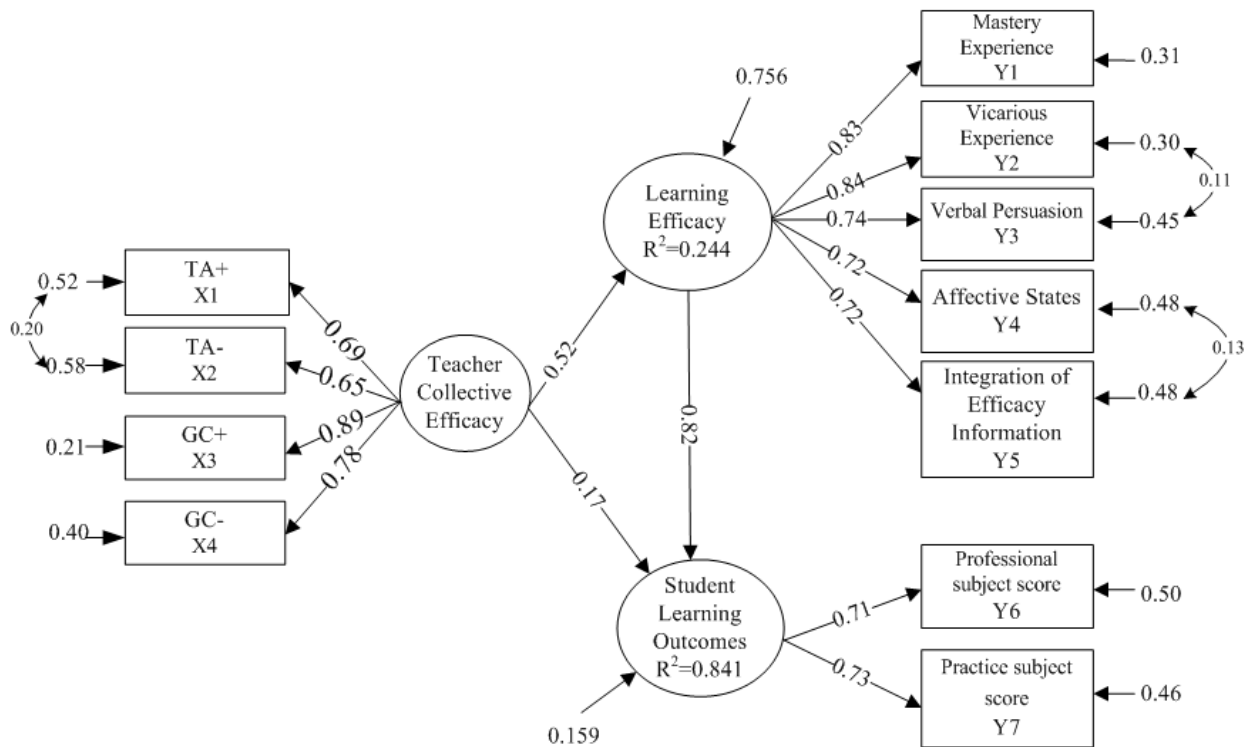 Mastery
Experience
Y1
0.31
0.756
Vicarious
Experience
Y2
0.30
0.83
0.84
0.11
Learning
Efficacy
R²=0.244
0.74
Verbal Persuasion
Y3
0.45
0.72
0.72
Affective States
Y4
0.48
0.13
Integration of
Efficacy
Information
Y5
0.48
TA+
X1
0.52
0.20
TA-
X2
0.58
GC+
X3
0.21
GC-
X4
0.40
0.69
0.65
0.89
0.78
Teacher
Collective
Efficacy
0.52
0.17
0.82
Student
Learning
Outcomes
R²=0.841
0.159
0.71
0.73
Professional
subject score
Y6
0.50
Practice subject
score
Y7
0.46